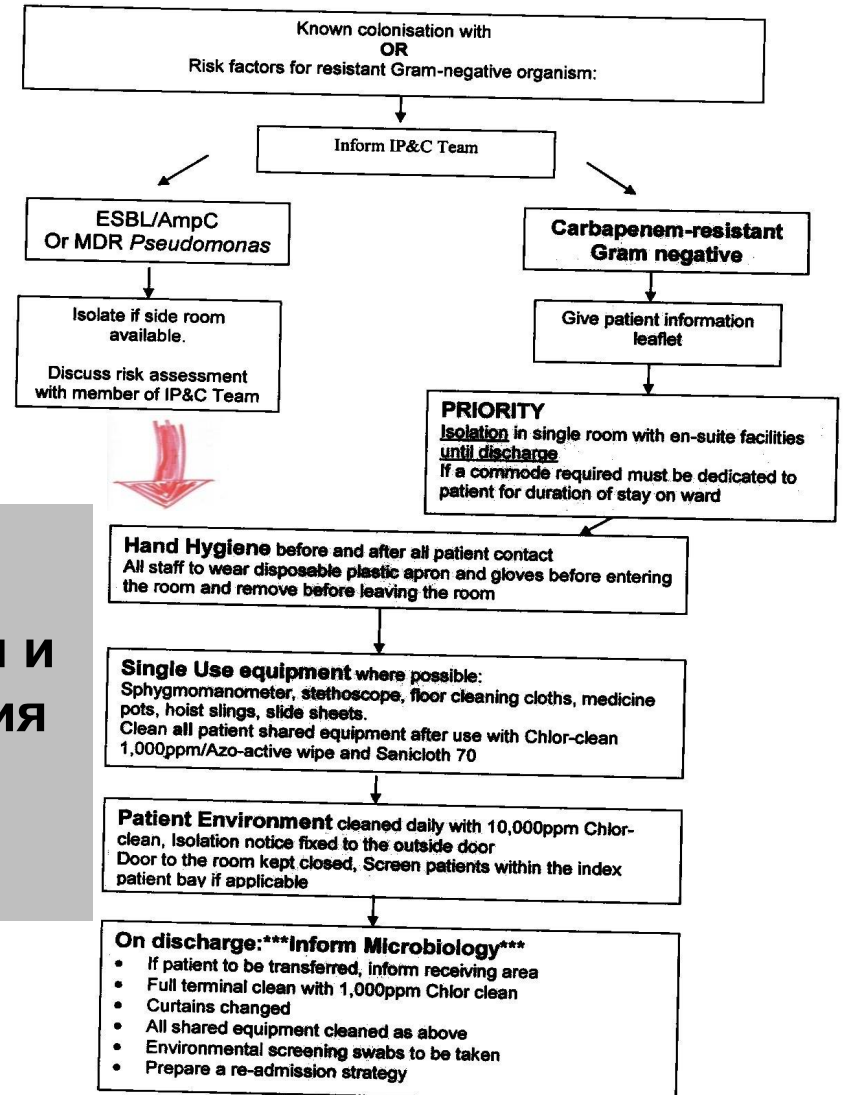 Known colonisation with
OR
Risk factors for resistant Gram-negative organism:
Inform IP&C Team
ESBL/AmpC
Or MDR Pseudomonas
Isolate if side room
available.
Discuss risk assessment
with member of IP&C Team
Carbapenem-resistant
Gram negative
Give patient information
leaflet
PRIORITY
Isolation in single room with en-suite facilities
until discharge
If a commode required must be dedicated to
patient for duration of stay on ward
Hand Hygiene before and after all patient contact
All staff to wear disposable plastic apron and gloves before entering
the room and remove before leaving the room
Single Use equipment where possible:
Sphygmomanometer, stethoscope, floor cleaning cloths, medicine
pots, hoist slings, slide sheets.
Clean all patient shared equipment after use with Chlor-clean
1,000ppm/Azo-active wipe and Sanicloth 70
Patient Environment cleaned daily with 10,000ppm Chlor-
clean, Isolation notice fixed to the outside door
Door to the room kept closed, Screen patients within the index
patient bay if applicable
On discharge:***Inform Microbiology***
• If patient to be transferred, inform receiving area
• Full terminal clean with 1,000ppm Chlor clean
• Curtains changed
• All shared equipment cleaned as above
• Environmental screening swabs to be taken
• Prepare a re-admission strategy